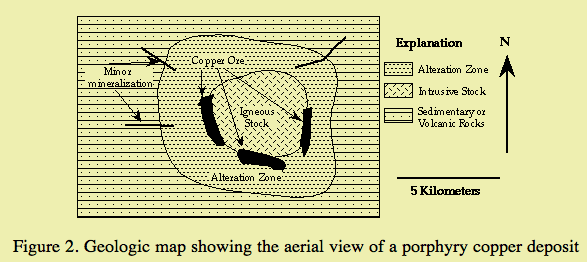 Explanation
N
Copper Ore
Minor
mineralization
Alteration Zone
Intrusive Stock
Igneous
Stock
Sedimentary or
Volcanic Rocks
Alteration Zone
5 Kilometers
Figure 2. Geologic map showing the aerial view of a porphyry copper deposit